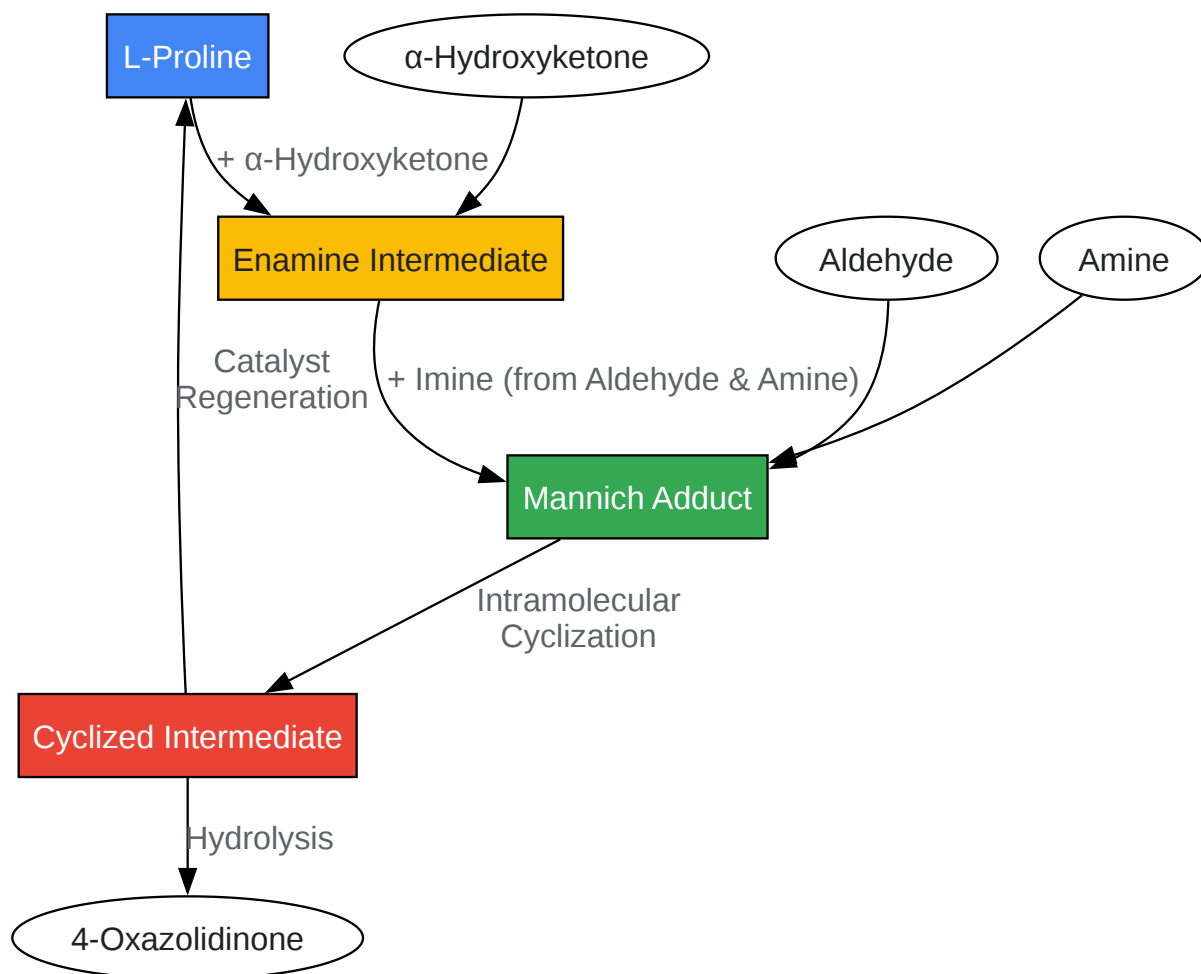 L-Proline
α-Hydroxyketone
+ α-Hydroxyketone
Enamine Intermediate
Aldehyde
Amine
Catalyst
Regeneration
+ Imine (from Aldehyde & Amine)
Mannich Adduct
Intramolecular
Cyclization
Cyclized Intermediate
Hydrolysis
4-Oxazolidinone